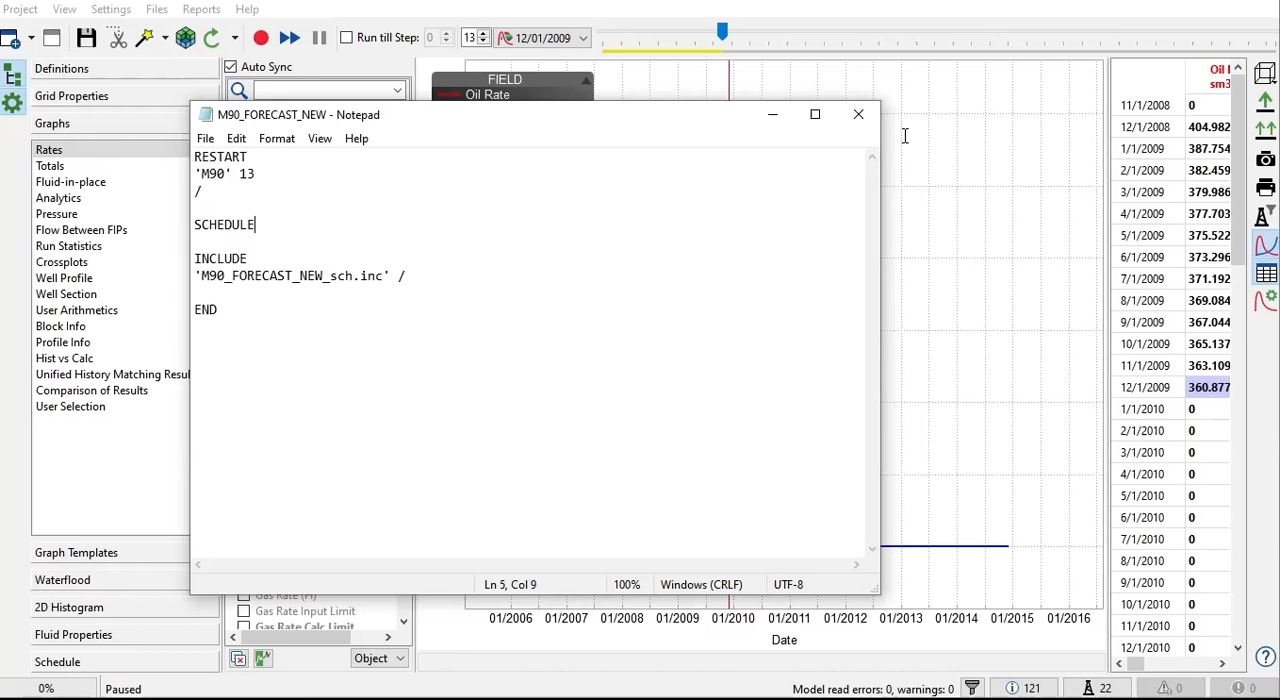 Project View Settings Files Reports Help
Run till Step: 0 13 12/01/2009
Definitions
Grid Properties
Graphs
Rates
Totals
Fluid-in-place
Analytics
Pressure
Flow Between FIPs
Run Statistics
Crossplots
Well Profile
Well Section
User Arithmetics
Block Info
Profile Info
Hist vs Calc
Unified History Matching Resul
Comparison of Results
User Selection
Graph Templates
Waterflood
2D Histogram
Fluid Properties
Schedule
Auto Sync
FIELD
Oil Rate
M90_FORECAST_NEW - Notepad
File Edit Format View Help
RESTART
'M90' 13
/
SCHEDULE
INCLUDE
'M90_FORECAST_NEW_sch.inc' /
END
Ln 5, Col 9 100% Windows (CRLF) UTF-8
Gas Rate (H)
Gas Rate Input Limit
Gas Rate Calc Limit
Object
01/2006 01/2007 01/2008 01/2009 01/2010 01/2011 01/2012 01/2013 01/2014 01/2015 01/2016
Date
Oil
sm3
11/1/2008 0
12/1/2008 404.982
1/1/2009 387.754
2/1/2009 382.459
3/1/2009 379.986
4/1/2009 377.703
5/1/2009 375.522
6/1/2009 373.296
7/1/2009 371.192
8/1/2009 369.084
9/1/2009 367.044
10/1/2009 365.137
11/1/2009 363.109
12/1/2009 360.877
1/1/2010 0
2/1/2010 0
3/1/2010 0
4/1/2010 0
5/1/2010 0
6/1/2010 0
7/1/2010 0
8/1/2010 0
9/1/2010 0
10/1/2010 0
11/1/2010 0
12/1/2010 0
0% Paused
Model read errors: 0, warnings: 0 121 22 0 0